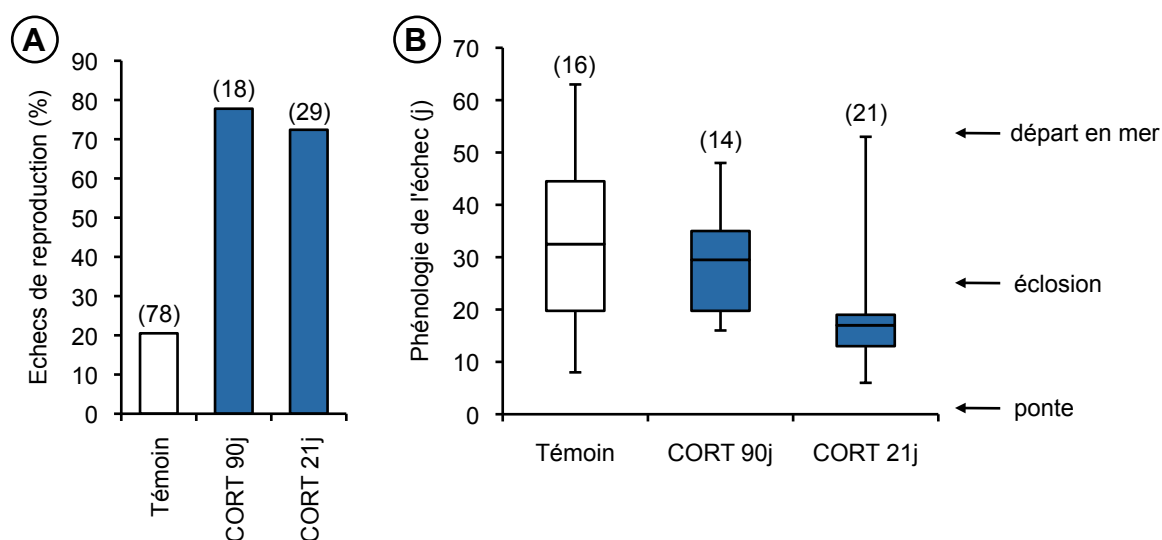 A
Echecs de reproduction (%)
90
80
70
60
50
40
30
20
10
0
(78)
(18)
(29)
Témoin
CORT 90j
CORT 21j
B
Phénologie de l'échec (j)
70
60
50
40
30
20
10
0
(16)
(14)
(21)
Témoin
CORT 90j
CORT 21j
départ en mer
éclosion
ponte